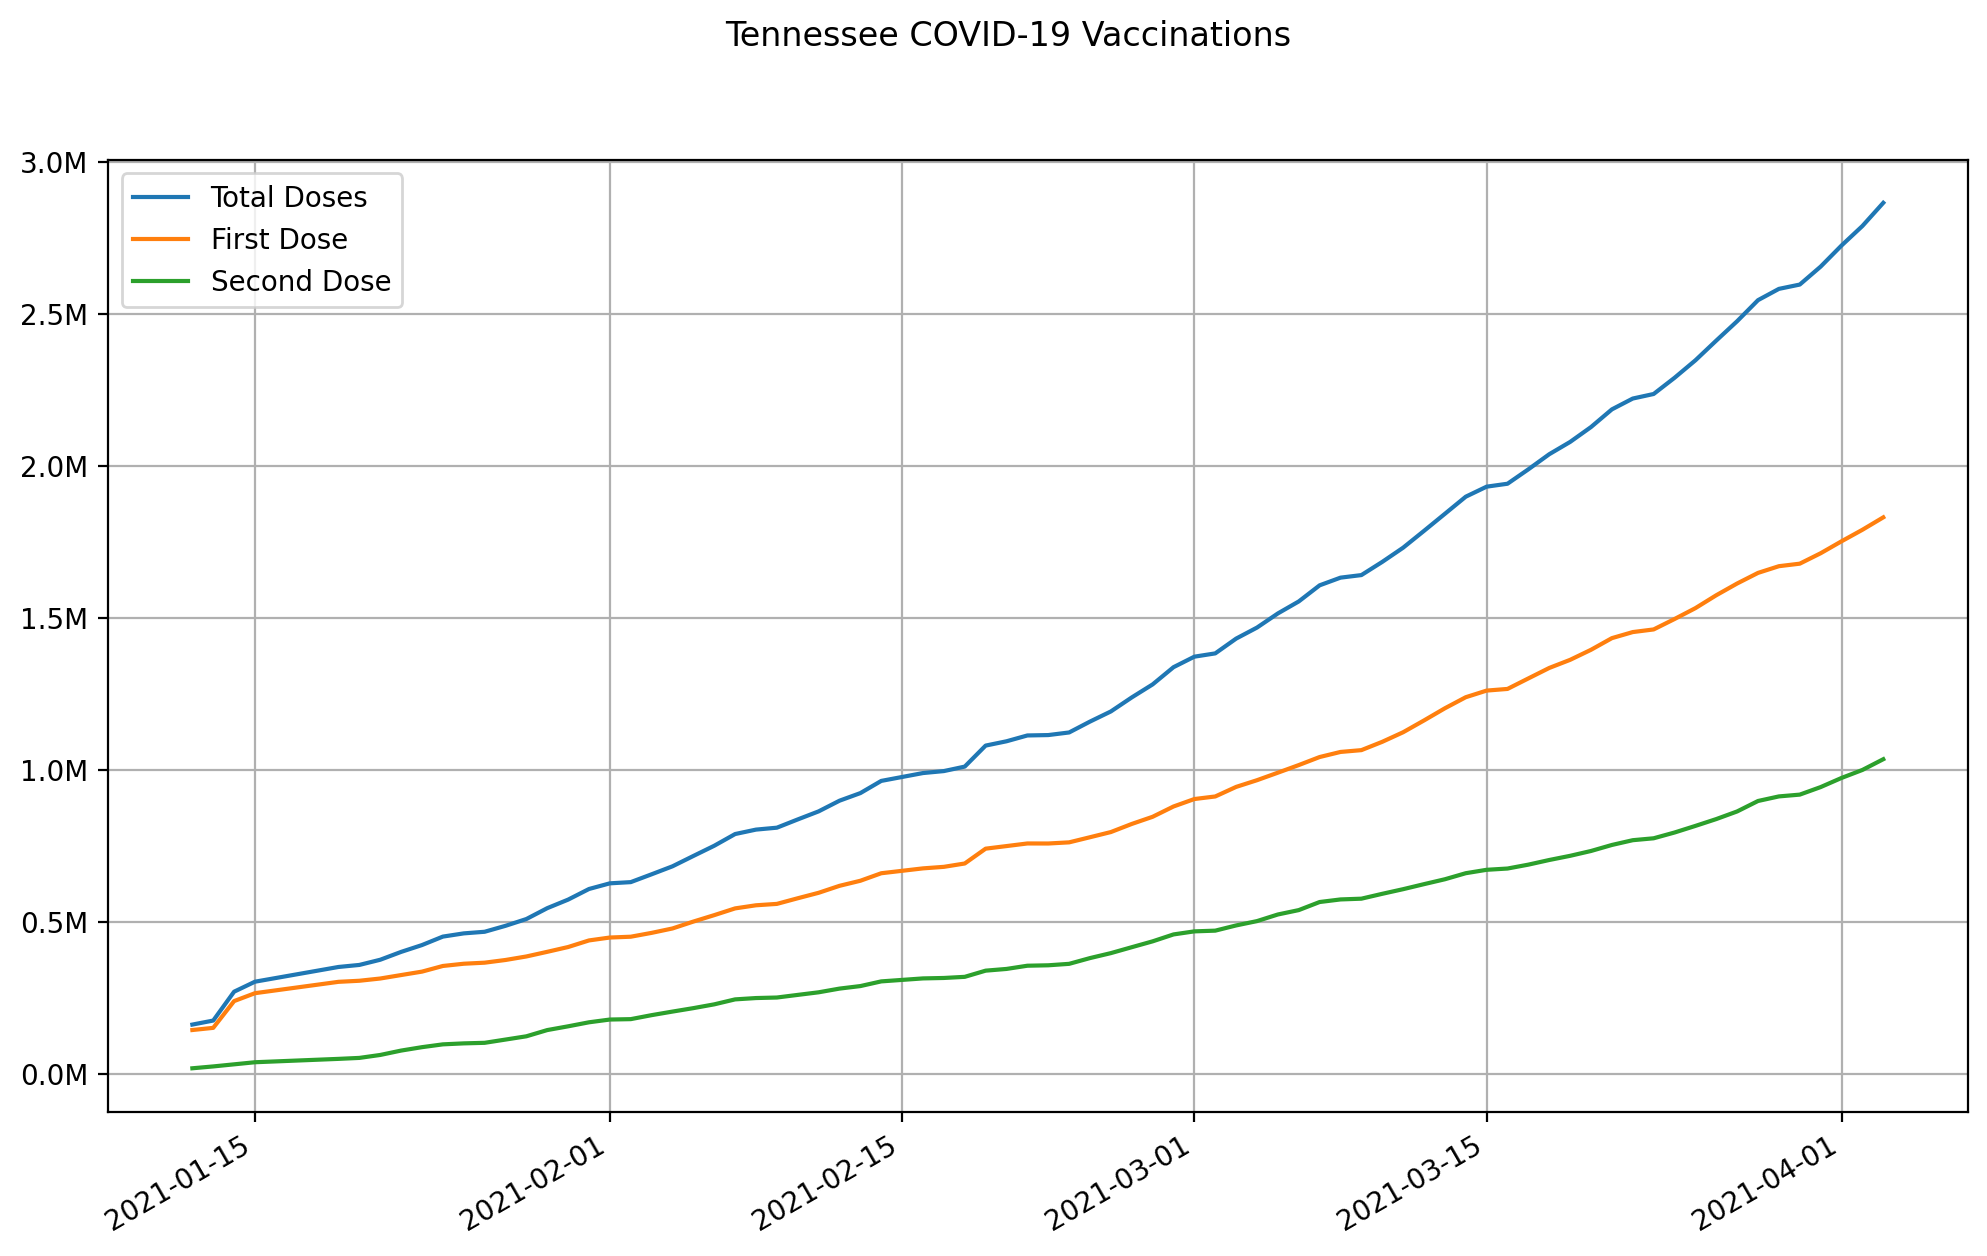 Tennessee COVID-19 Vaccinations
3.0M
2.5M
2.0M
1.5M
1.0M
0.5M
0.0M
Total Doses
First Dose
Second Dose
2021-01-15
2021-02-01
2021-02-15
2021-03-01
2021-03-15
2021-04-01